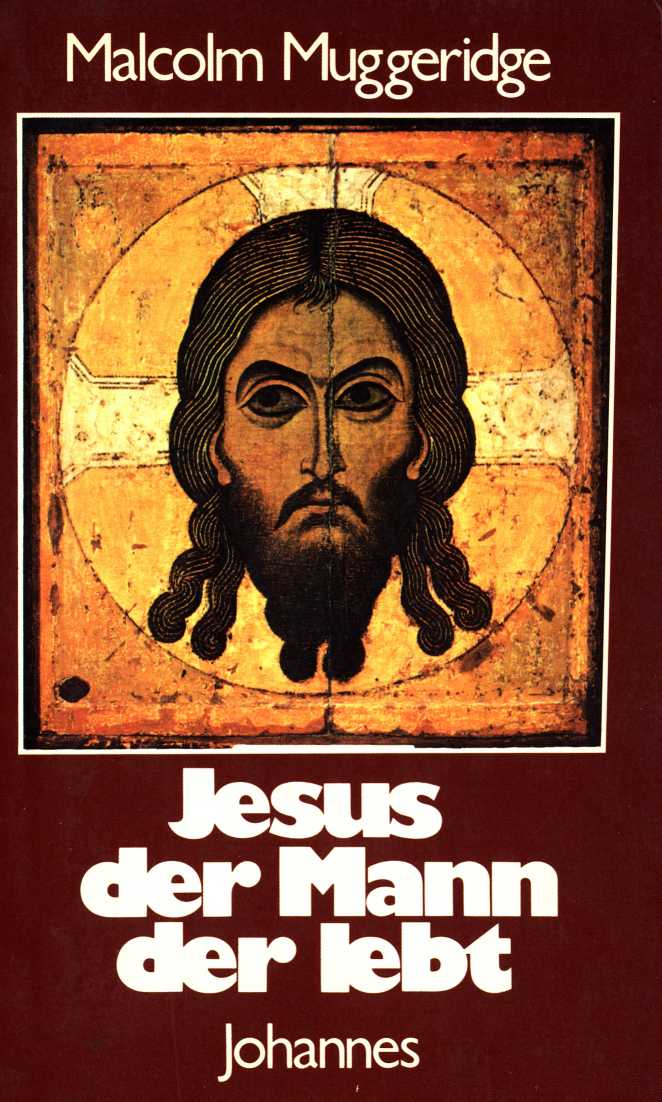 Malcolm Muggeridge
Jesus
der Mann
der lebt
Johannes